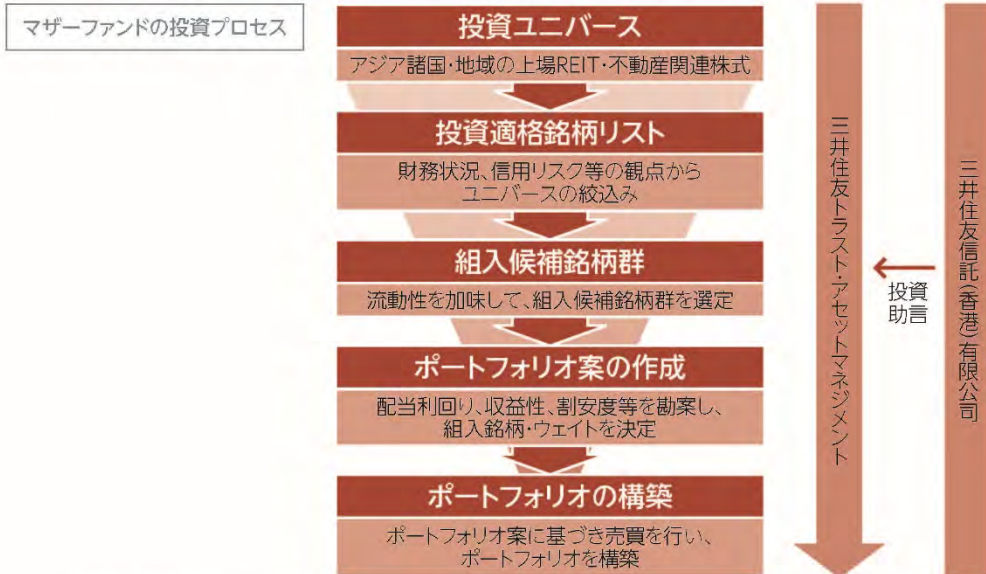 マザーファンドの投資プロセス
投資ユニバース
アジア諸国・地域の上場REIT・不動産関連株式
投資適格銘柄リスト
財務状況、信用リスク等の観点から
ユニバースの絞込み
組入候補銘柄群
流動性を加味して、組入候補銘柄群を選定
ポートフォリオ案の作成
配当利回り、収益性、割安度等を勘案し、
組入銘柄・ウェイトを決定
ポートフォリオの構築
ポートフォリオ案に基づき売買を行い、
ポートフォリオを構築
三井住友トラスト・アセットマネジメント
投資
助言
三井住友信託(香港)有限公司